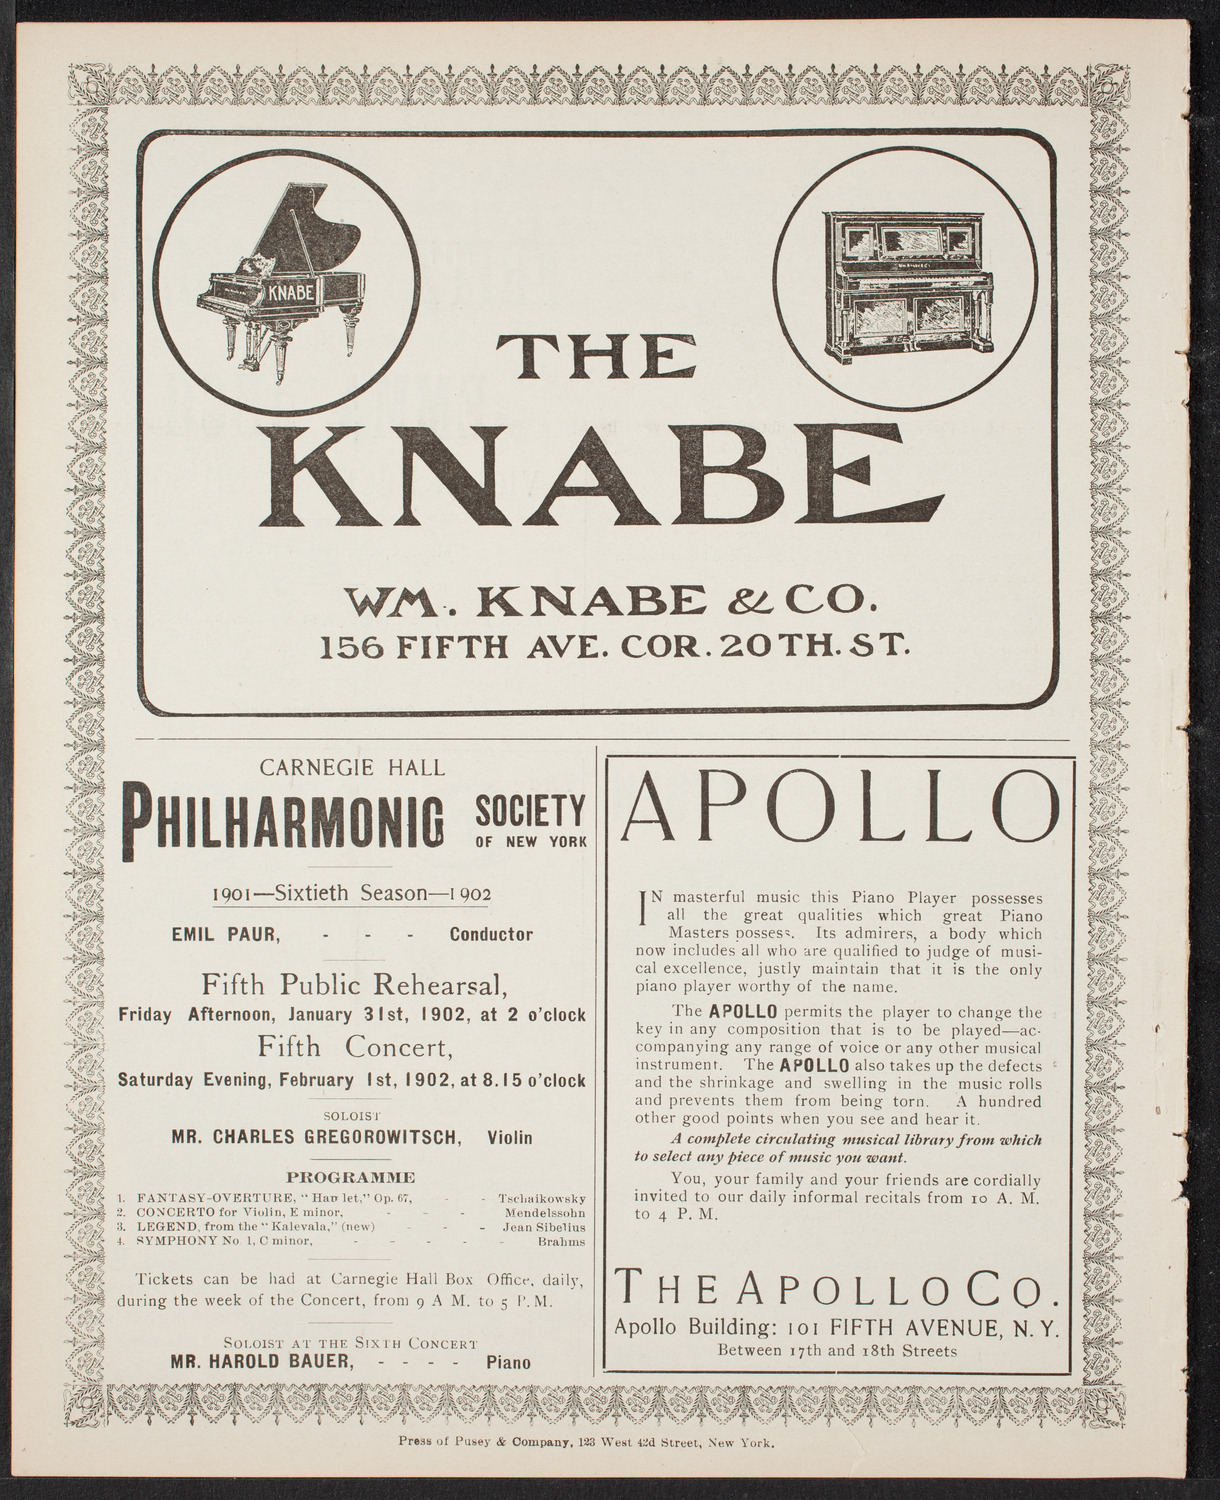 KNABE
THE
KNABE
WM. KNABE & CO.
156 FIFTH AVE. COR. 20TH. ST.
CARNEGIE HALL
PHILHARMONIC SOCIETY
OF NEW YORK
1901—Sixtieth Season—1902
EMIL PAUR, - - - Conductor
Fifth Public Rehearsal,
Friday Afternoon, January 31st, 1902, at 2 o'clock
Fifth Concert,
Saturday Evening, February 1st, 1902, at 8.15 o'clock
SOLOIST
MR. CHARLES GREGOROWITSCH, Violin
PROGRAMME
1. FANTASY-OVERTURE, "Hamlet," Op. 67, - - Tschaikowsky
2. CONCERTO for Violin, E minor, - - - Mendelssohn
3. LEGEND, from the "Kalevala," (new) - - - Jean Sibelius
4. SYMPHONY No. 1, C minor, - - - - - Brahms
Tickets can be had at Carnegie Hall Box Office, daily,
during the week of the Concert, from 9 A M. to 5 P. M.
SOLOIST AT THE SIXTH CONCERT
MR. HAROLD BAUER, - - - - Piano
APOLLO
IN masterful music this Piano Player possesses
all the great qualities which great Piano
Masters possess. Its admirers, a body which
now includes all who are qualified to judge of musi-
cal excellence, justly maintain that it is the only
piano player worthy of the name.
The APOLLO permits the player to change the
key in any composition that is to be played—ac-
companying any range of voice or any other musical
instrument. The APOLLO also takes up the defects
and the shrinkage and swelling in the music rolls
and prevents them from being torn. A hundred
other good points when you see and hear it.
A complete circulating musical library from which
to select any piece of music you want.
You, your family and your friends are cordially
invited to our daily informal recitals from 10 A. M.
to 4 P. M.
THE APOLLO CO.
Apollo Building: 101 FIFTH AVENUE, N. Y.
Between 17th and 18th Streets
Press of Pusey & Company, 123 West 42d Street, New York.